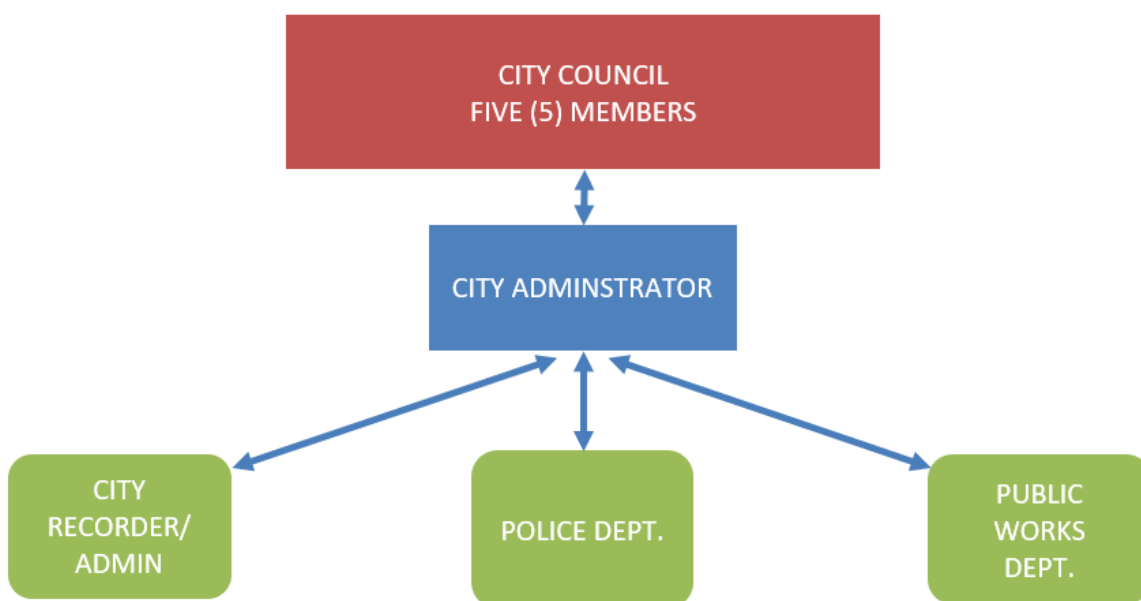 CITY COUNCIL
FIVE (5) MEMBERS
CITY ADMINSTRATOR
CITY
RECORDER/
ADMIN
POLICE DEPT.
PUBLIC
WORKS
DEPT.